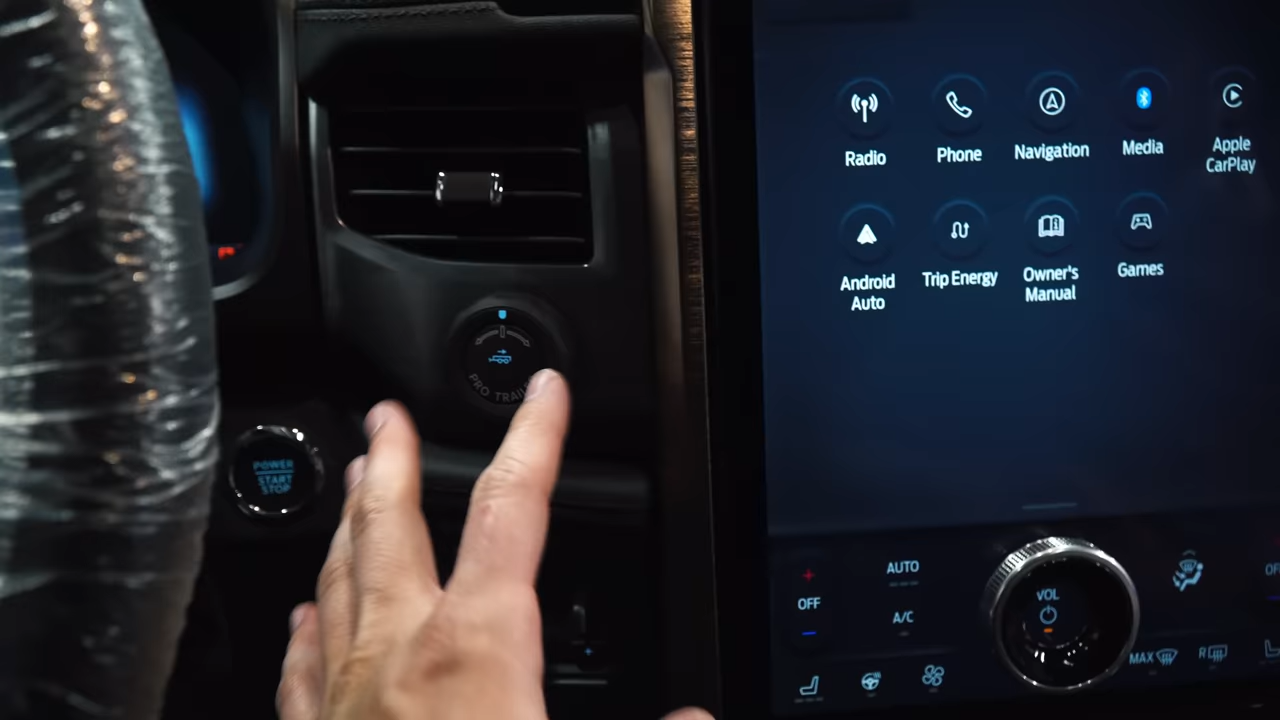 Radio
Phone
Navigation
Media
Apple
CarPlay
Android
Auto
Trip Energy
Owner's
Manual
Games
PRO
POWER
START
STOP
AUTO
OFF
A/C
VOL
MAX
R